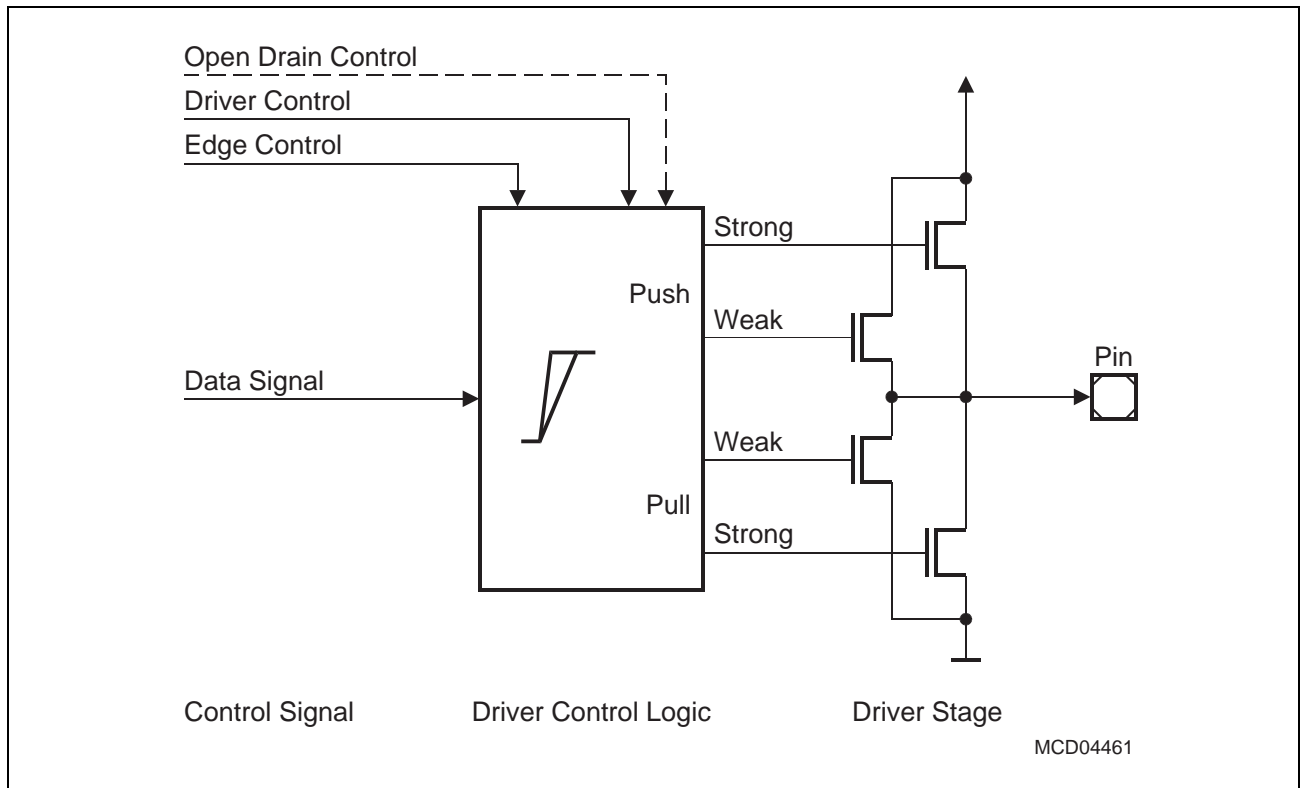 Open Drain Control
Driver Control
Edge Control
Strong
Push
Weak
Pin
Data Signal
Weak
Pull
Strong
Control Signal
Driver Control Logic
Driver Stage
MCD04461